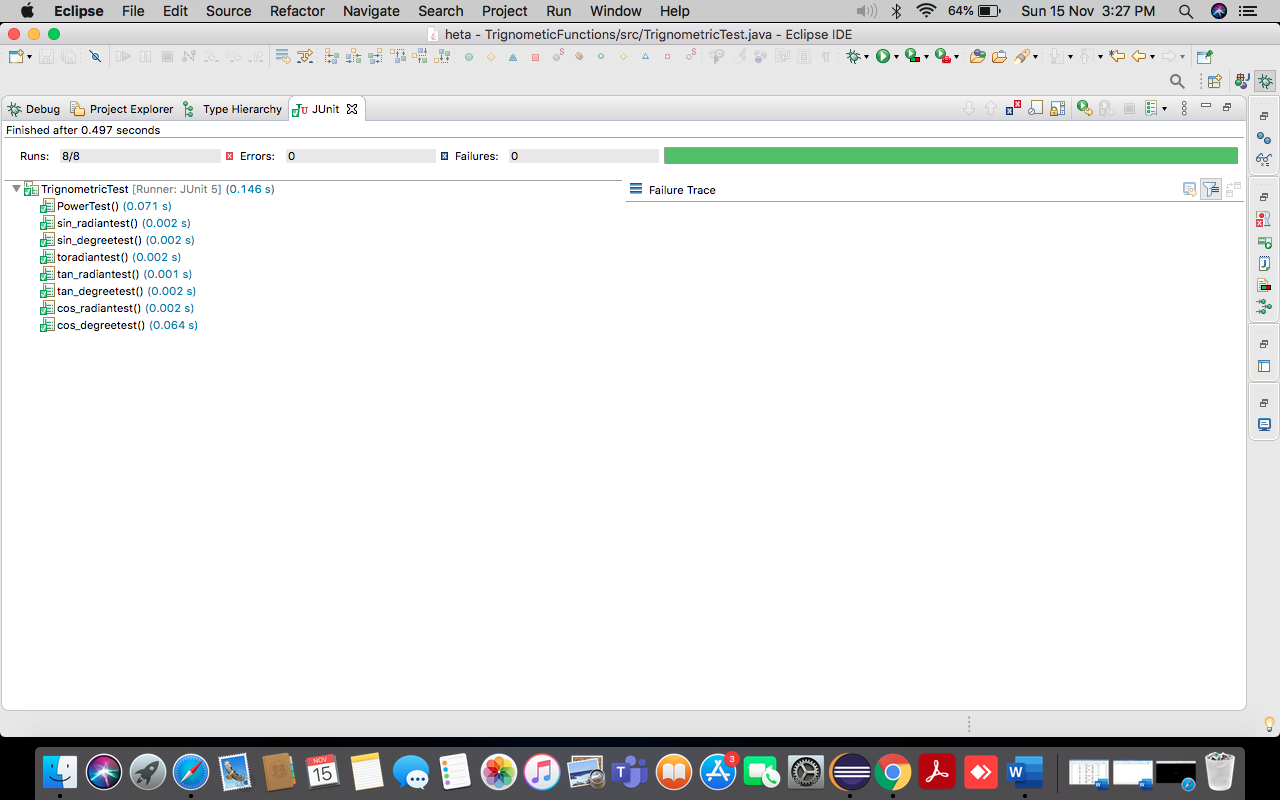 Eclipse File Edit Source Refactor Navigate Search Project Run Window Help 64% Sun 15 Nov 3:27 PM
heta - TrignometicFunctions/src/TrignometricTest.java - Eclipse IDE
Debug Project Explorer Type Hierarchy JUnit
Finished after 0.497 seconds
Runs: 8/8 Errors: 0 Failures: 0
TrignometricTest [Runner: JUnit 5] (0.146 s)
Failure Trace
PowerTest() (0.071 s)
sin_radiantest() (0.002 s)
sin_degreetest() (0.002 s)
toradiantest() (0.002 s)
tan_radiantest() (0.001 s)
tan_degreetest() (0.002 s)
cos_radiantest() (0.002 s)
cos_degreetest() (0.064 s)
NOV
15
3